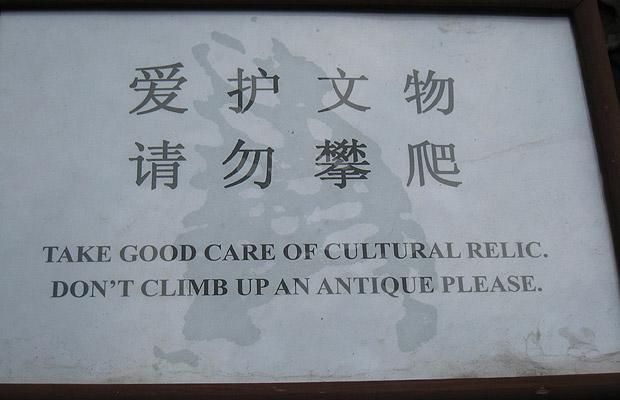 爱护文物
请勿攀爬
TAKE GOOD CARE OF CULTURAL RELIC.
DON'T CLIMB UP AN ANTIQUE PLEASE.